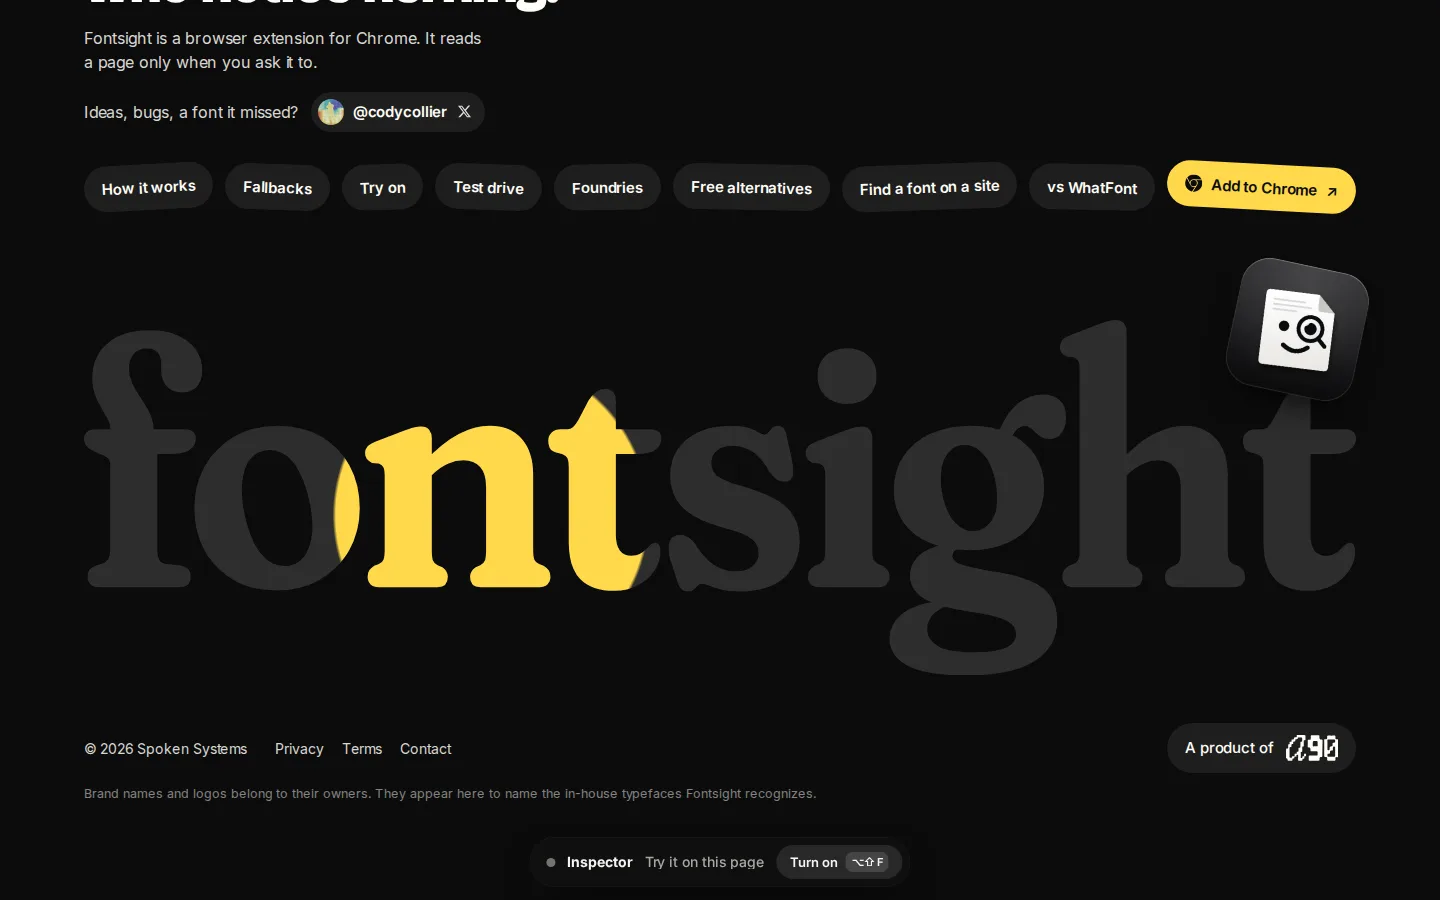 who notice kerning.
Fontsight is a browser extension for Chrome. It reads
a page only when you ask it to.
Ideas, bugs, a font it missed? @codycollier X
How it works Fallbacks Try on Test drive Foundries Free alternatives Find a font on a site vs WhatFont Add to Chrome ↗
fontsight
© 2026 Spoken Systems Privacy Terms Contact
A product of a90
Brand names and logos belong to their owners. They appear here to name the in-house typefaces Fontsight recognizes.
Inspector Try it on this page Turn on ⌥⇧F